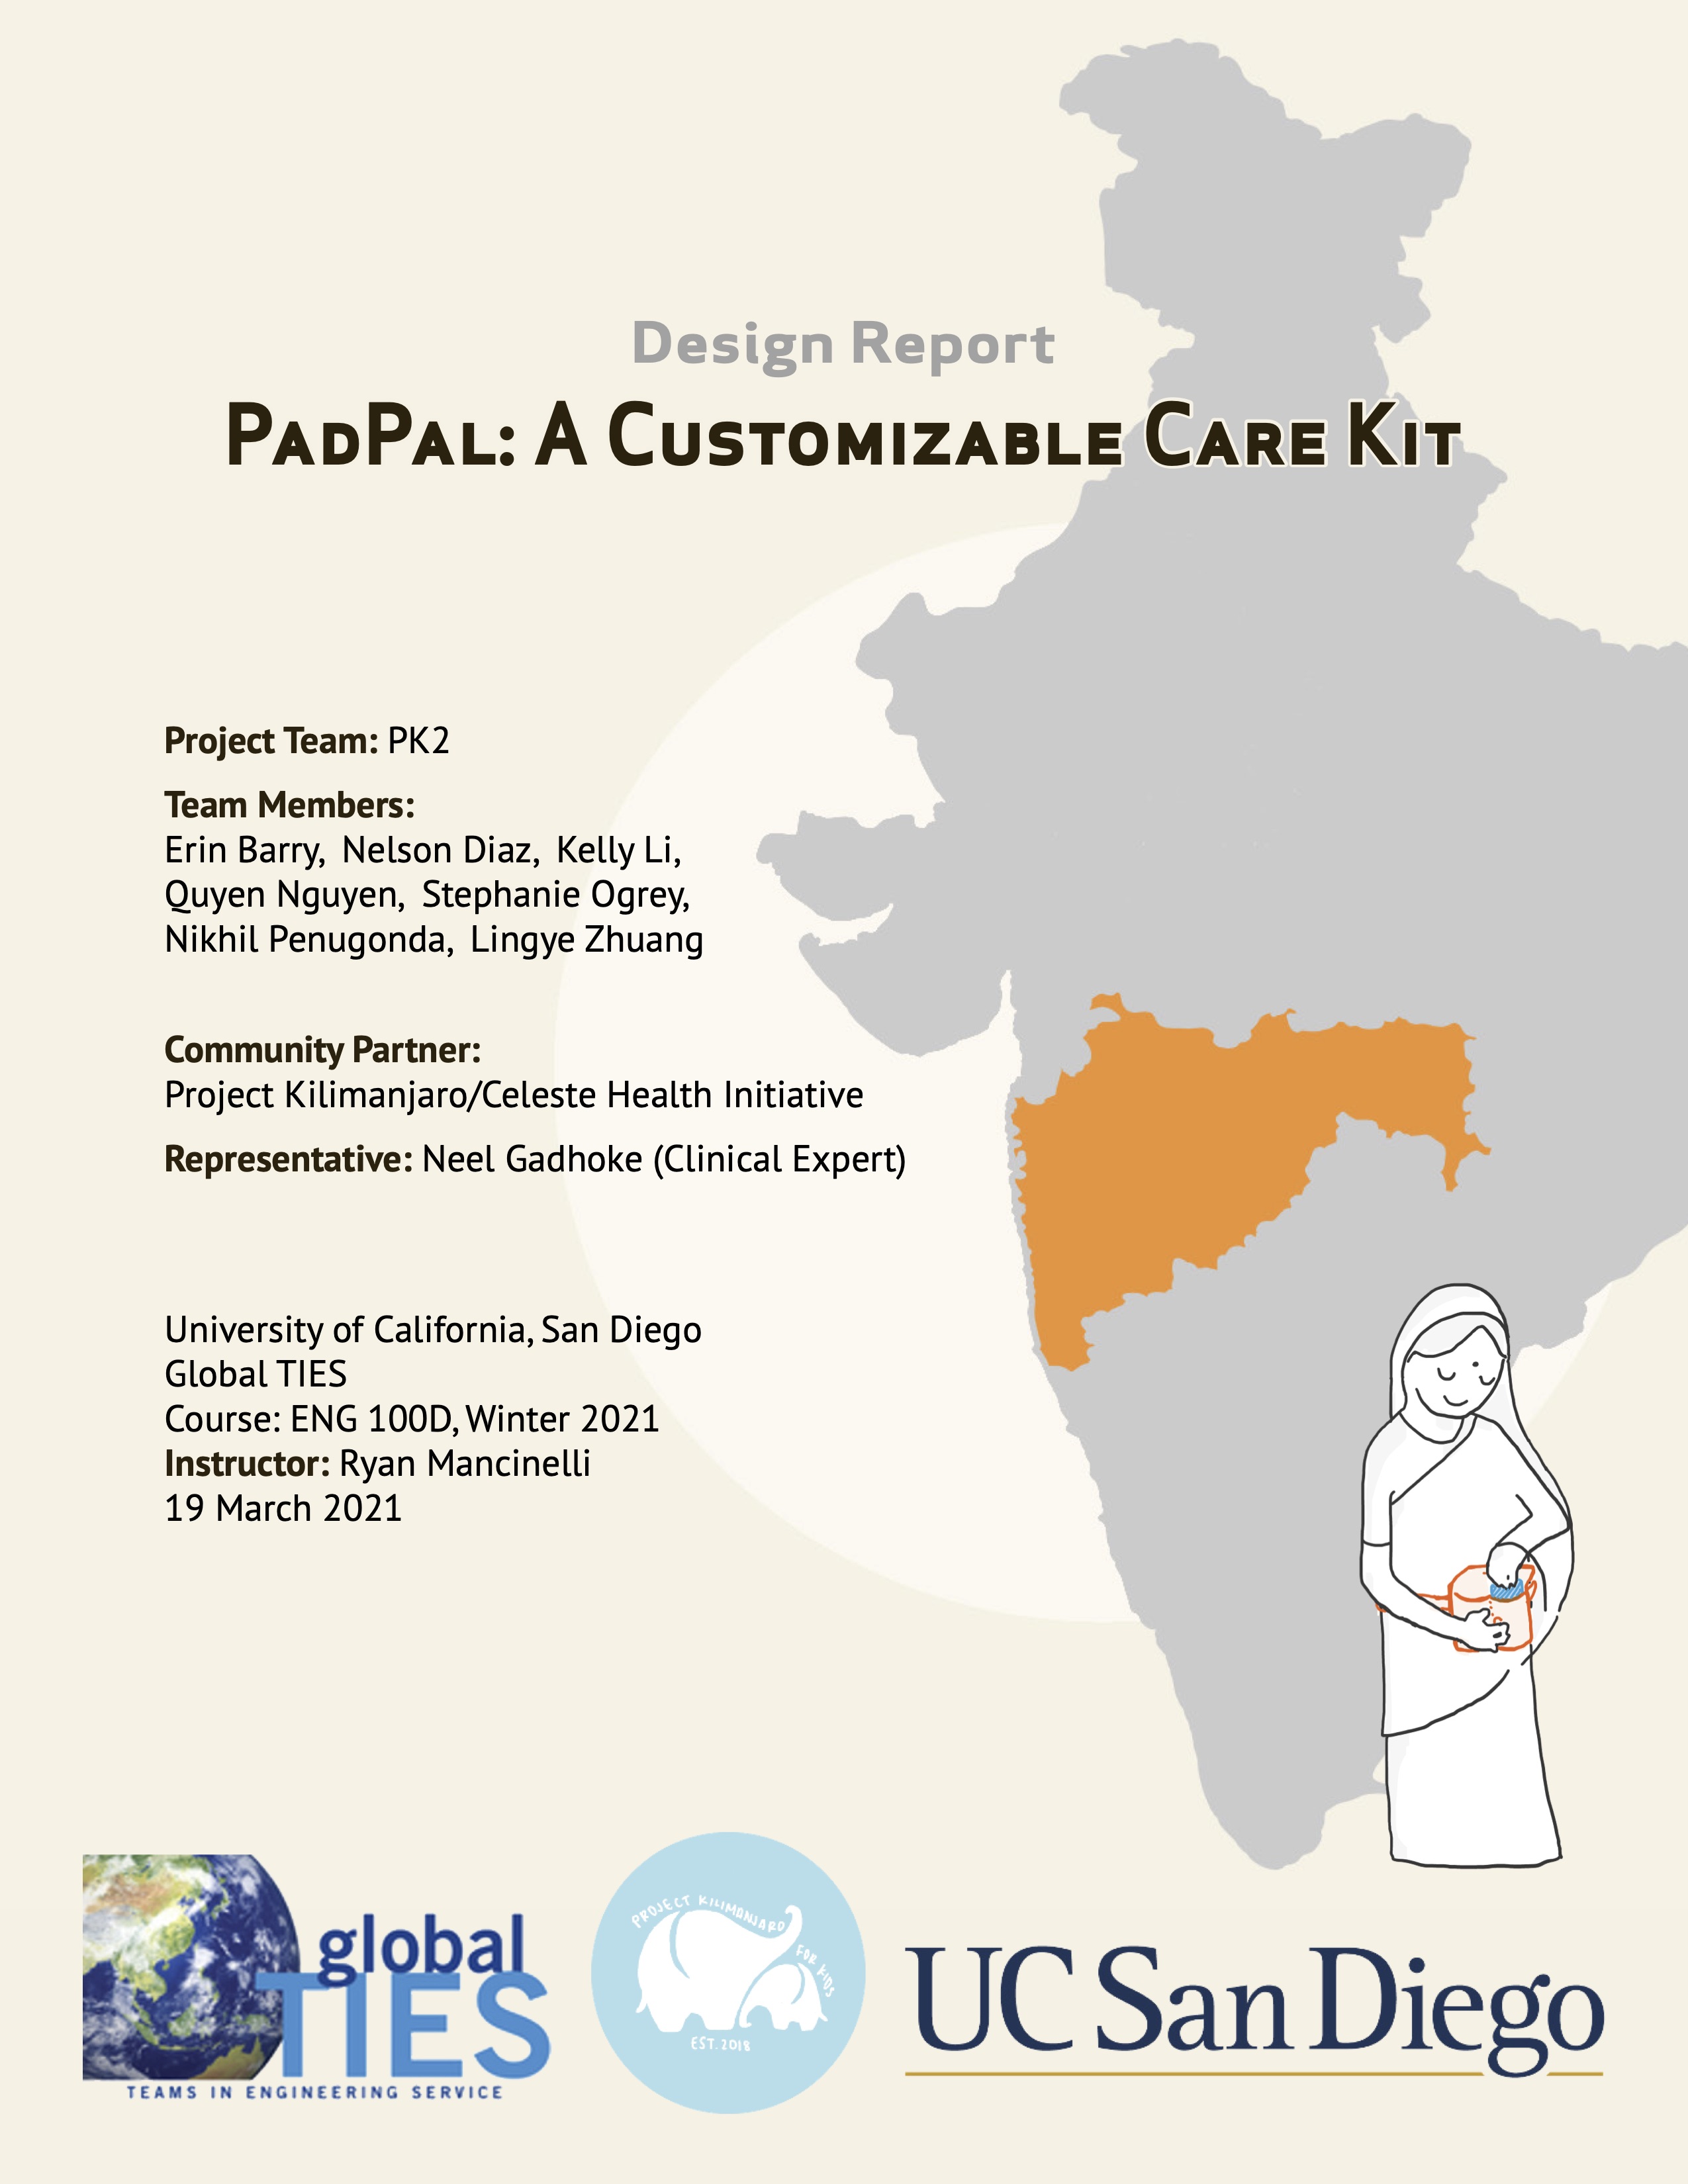 Design Report
PadPal: A Customizable Care Kit
Project Team: PK2
Team Members:
Erin Barry, Nelson Diaz, Kelly Li,
Quyen Nguyen, Stephanie Ogrey,
Nikhil Penugonda, Lingye Zhuang
Community Partner:
Project Kilimanjaro/Celeste Health Initiative
Representative: Neel Gadhoke (Clinical Expert)
University of California, San Diego
Global TIES
Course: ENG 100D, Winter 2021
Instructor: Ryan Mancinelli
19 March 2021
global
TIES
TEAMS IN ENGINEERING SERVICE
PROJECT KILIMANJARO
FOR KIDS
EST. 2018
UC San Diego